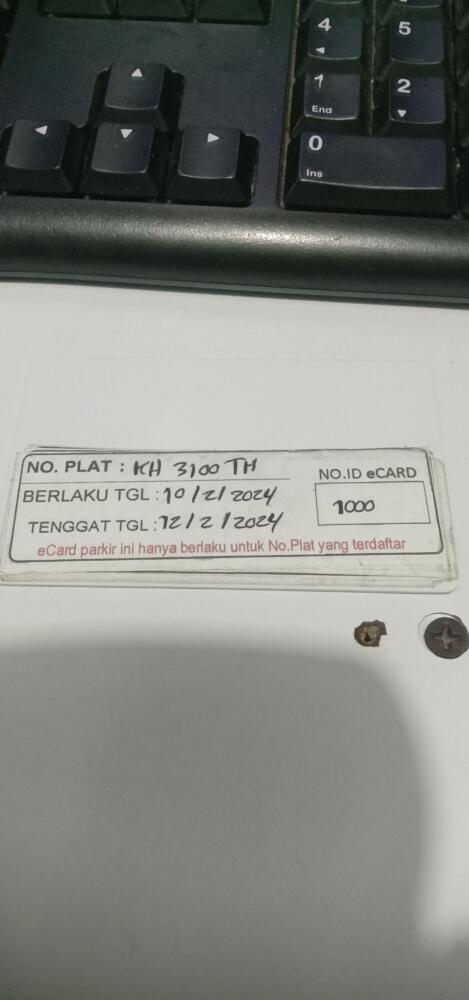 4
5
1
End
2
0
Ins
NO. PLAT : KH 3100 TH
NO.ID eCARD
BERLAKU TGL : 10/2/2024
1000
TENGGAT TGL : 12/2/2024
eCard parkir ini hanya berlaku untuk No.Plat yang terdaftar